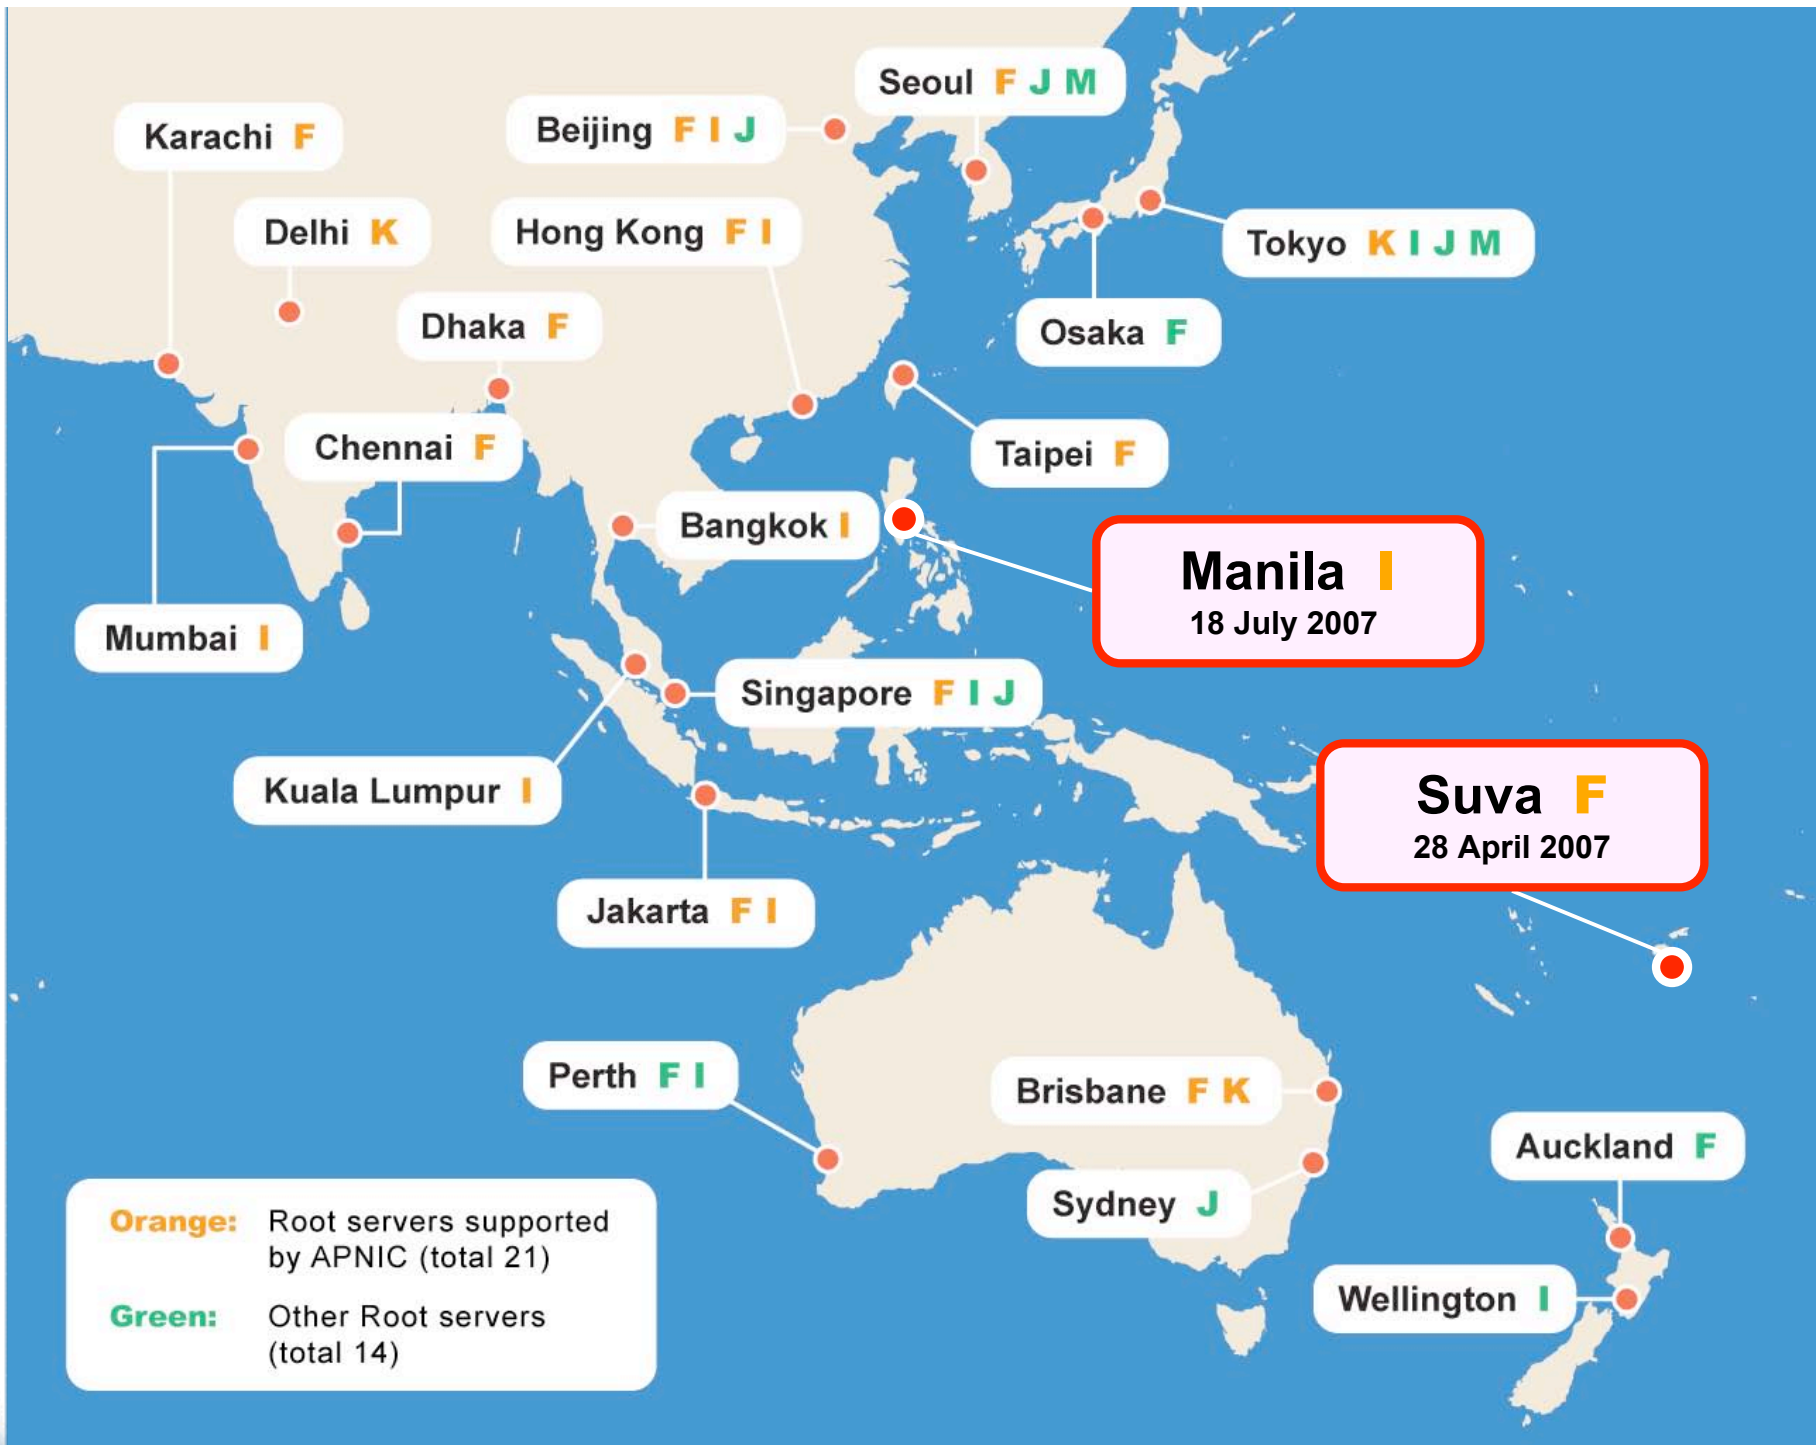 Seoul F J M
Karachi F
Beijing F I J
Delhi K
Hong Kong F I
Tokyo K I J M
Dhaka F
Osaka F
Chennai F
Taipei F
Bangkok I
Manila I
18 July 2007
Mumbai I
Singapore F I J
Kuala Lumpur I
Suva F
28 April 2007
Jakarta F I
Perth F I
Brisbane F K
Auckland F
Sydney J
Wellington I
Orange: Root servers supported
by APNIC (total 21)
Green: Other Root servers
(total 14)